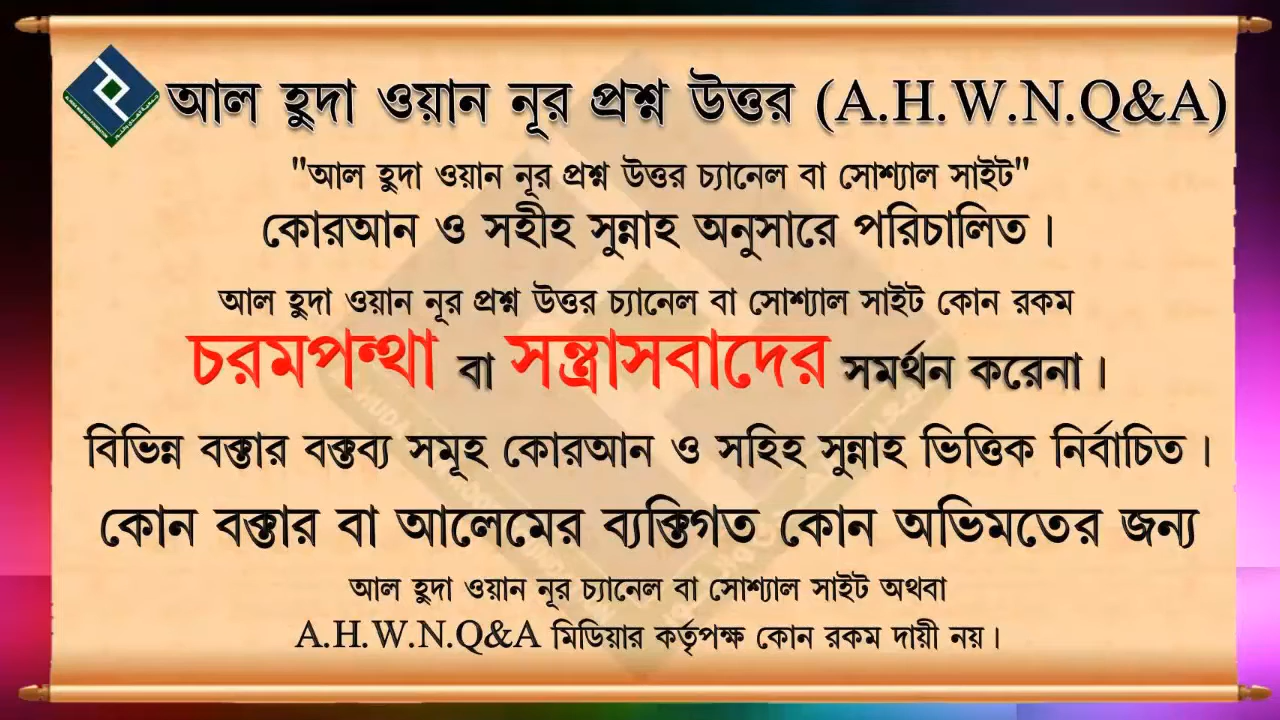 আল হুদা ওয়ান নূর প্রশ্ন উত্তর (A.H.W.N.Q&A)
"আল হুদা ওয়ান নূর প্রশ্ন উত্তর চ্যানেল বা সোশ্যাল সাইট"
কোরআন ও সহীহ সুন্নাহ অনুসারে পরিচালিত।
আল হুদা ওয়ান নূর প্রশ্ন উত্তর চ্যানেল বা সোশ্যাল সাইট কোন রকম
চরমপন্থা বা সন্ত্রাসবাদের সমর্থন করেনা।
বিভিন্ন বক্তার বক্তব্য সমূহ কোরআন ও সহিহ সুন্নাহ ভিত্তিক নির্বাচিত।
কোন বক্তার বা আলেমের ব্যক্তিগত কোন অভিমতের জন্য
আল হুদা ওয়ান নূর চ্যানেল বা সোশ্যাল সাইট অথবা
A.H.W.N.Q&A মিডিয়ার কর্তৃপক্ষ কোন রকম দায়ী নয়।